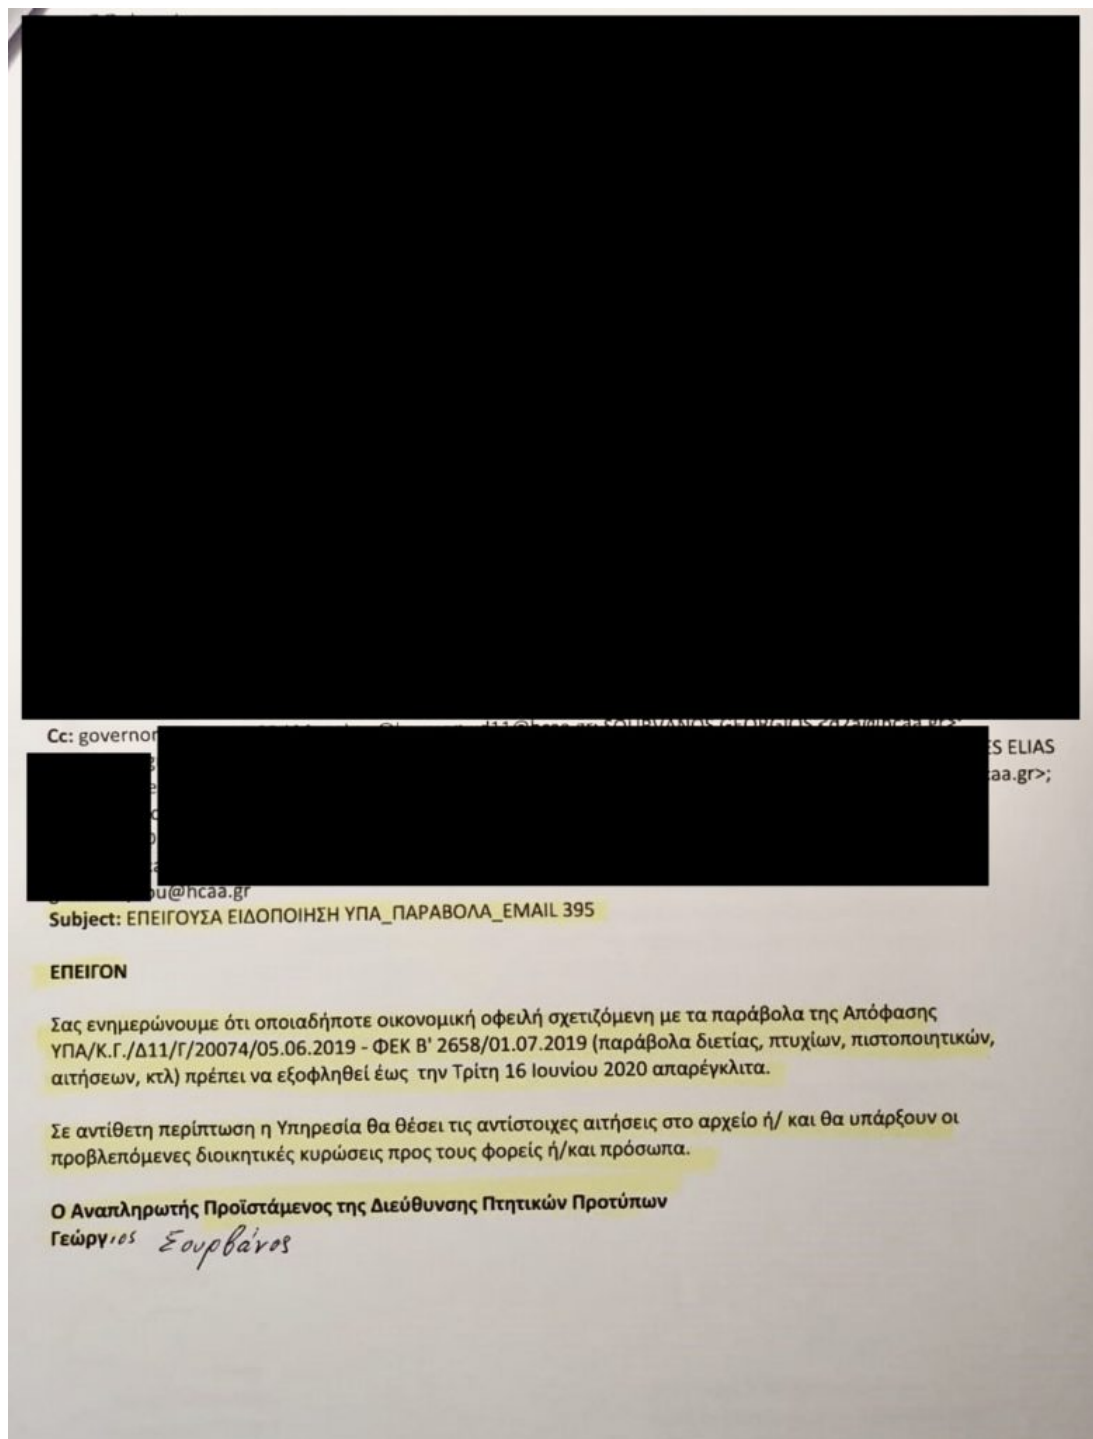 Cc: governor
ES ELIAS
aa.gr>;
ou@hcaa.gr
Subject: ΕΠΕΙΓΟΥΣΑ ΕΙΔΟΠΟΙΗΣΗ ΥΠΑ_ΠΑΡΑΒΟΛΑ_EMAIL 395
ΕΠΕΙΓΟΝ
Σας ενημερώνουμε ότι οποιαδήποτε οικονομική οφειλή σχετιζόμενη με τα παράβολα της Απόφασης
ΥΠΑ/Κ.Γ./Δ11/Γ/20074/05.06.2019 - ΦΕΚ Β' 2658/01.07.2019 (παράβολα διετίας, πτυχίων, πιστοποιητικών,
αιτήσεων, κτλ) πρέπει να εξοφληθεί έως την Τρίτη 16 Ιουνίου 2020 απαρέγκλιτα.
Σε αντίθετη περίπτωση η Υπηρεσία θα θέσει τις αντίστοιχες αιτήσεις στο αρχείο ή/ και θα υπάρξουν οι
προβλεπόμενες διοικητικές κυρώσεις προς τους φορείς ή/και πρόσωπα.
Ο Αναπληρωτής Προϊστάμενος της Διεύθυνσης Πτητικών Προτύπων
Γεώργιος Σουρβάνος